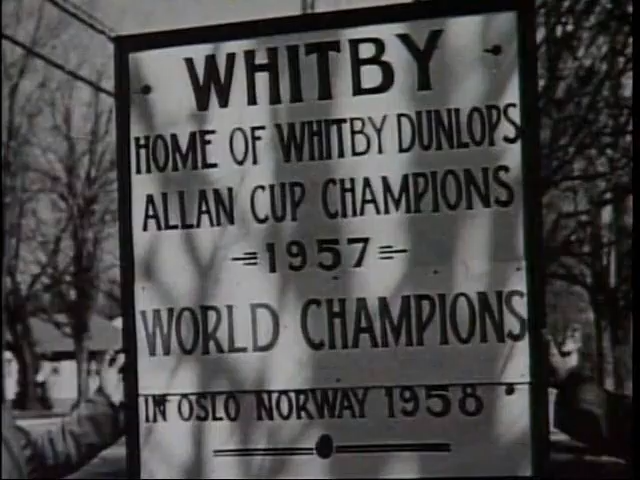 WHITBY
HOME OF WHITBY DUNLOPS
ALLAN CUP CHAMPIONS
1957
WORLD CHAMPIONS
IN OSLO NORWAY 1958